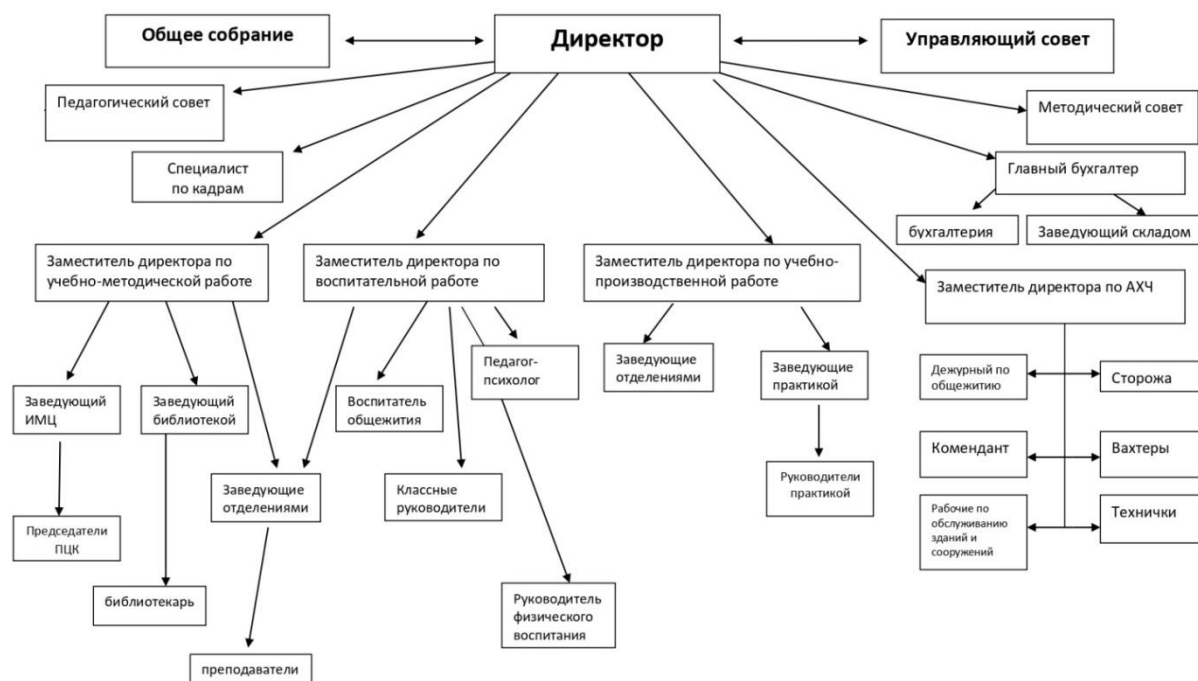 Общее собрание
Директор
Управляющий совет
Педагогический совет
Методический совет
Специалист
по кадрам
Главный бухгалтер
бухгалтерия
Заведующий складом
Заместитель директора по
учебно-методической работе
Заместитель директора по
воспитательной работе
Заместитель директора по учебно-
производственной работе
Заместитель директора по АХЧ
Педагог-
психолог
Заведующие
отделениями
Заведующие
практикой
Дежурный по
общежитию
Сторожа
Заведующий
ИМЦ
Заведующий
библиотекой
Воспитатель
общежития
Комендант
Вахтеры
Заведующие
отделениями
Классные
руководители
Руководители
практикой
Рабочие по
обслуживанию
зданий и
сооружений
Технички
Председатели
ПЦК
библиотекарь
Руководитель
физического
воспитания
преподаватели